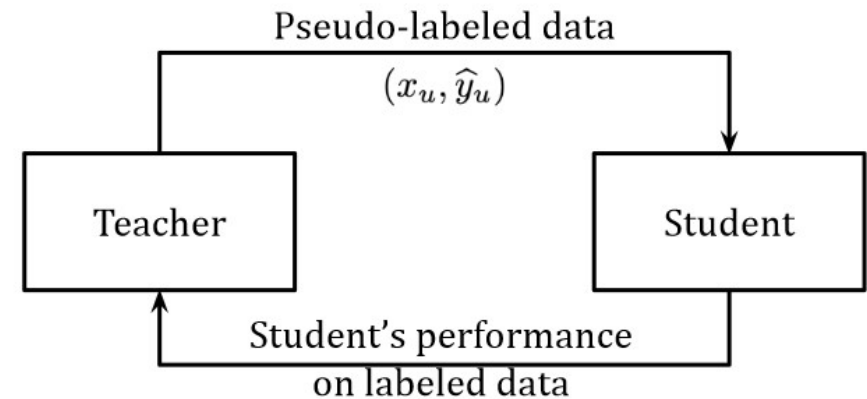 Pseudo-labeled data
(x_u, ŷ_u)
Teacher
Student
Student's performance
on labeled data